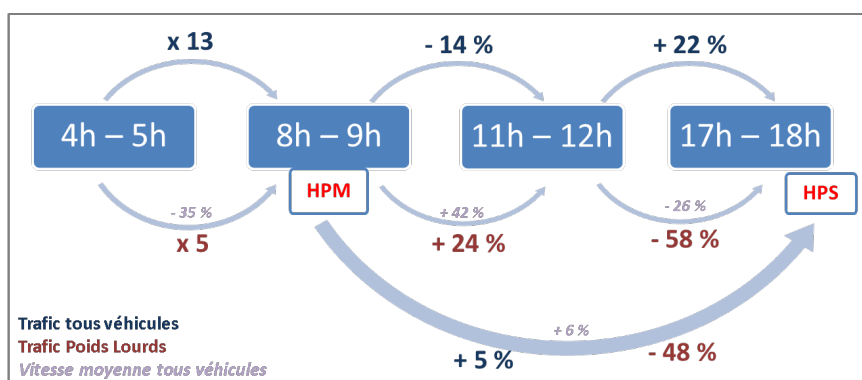 x 13
- 14 %
+ 22 %
4h – 5h
8h – 9h
11h – 12h
17h – 18h
HPM
HPS
- 35 %
+ 42 %
- 26 %
x 5
+ 24 %
- 58 %
Trafic tous véhicules
+ 6 %
Trafic Poids Lourds
+ 5 %
- 48 %
Vitesse moyenne tous véhicules